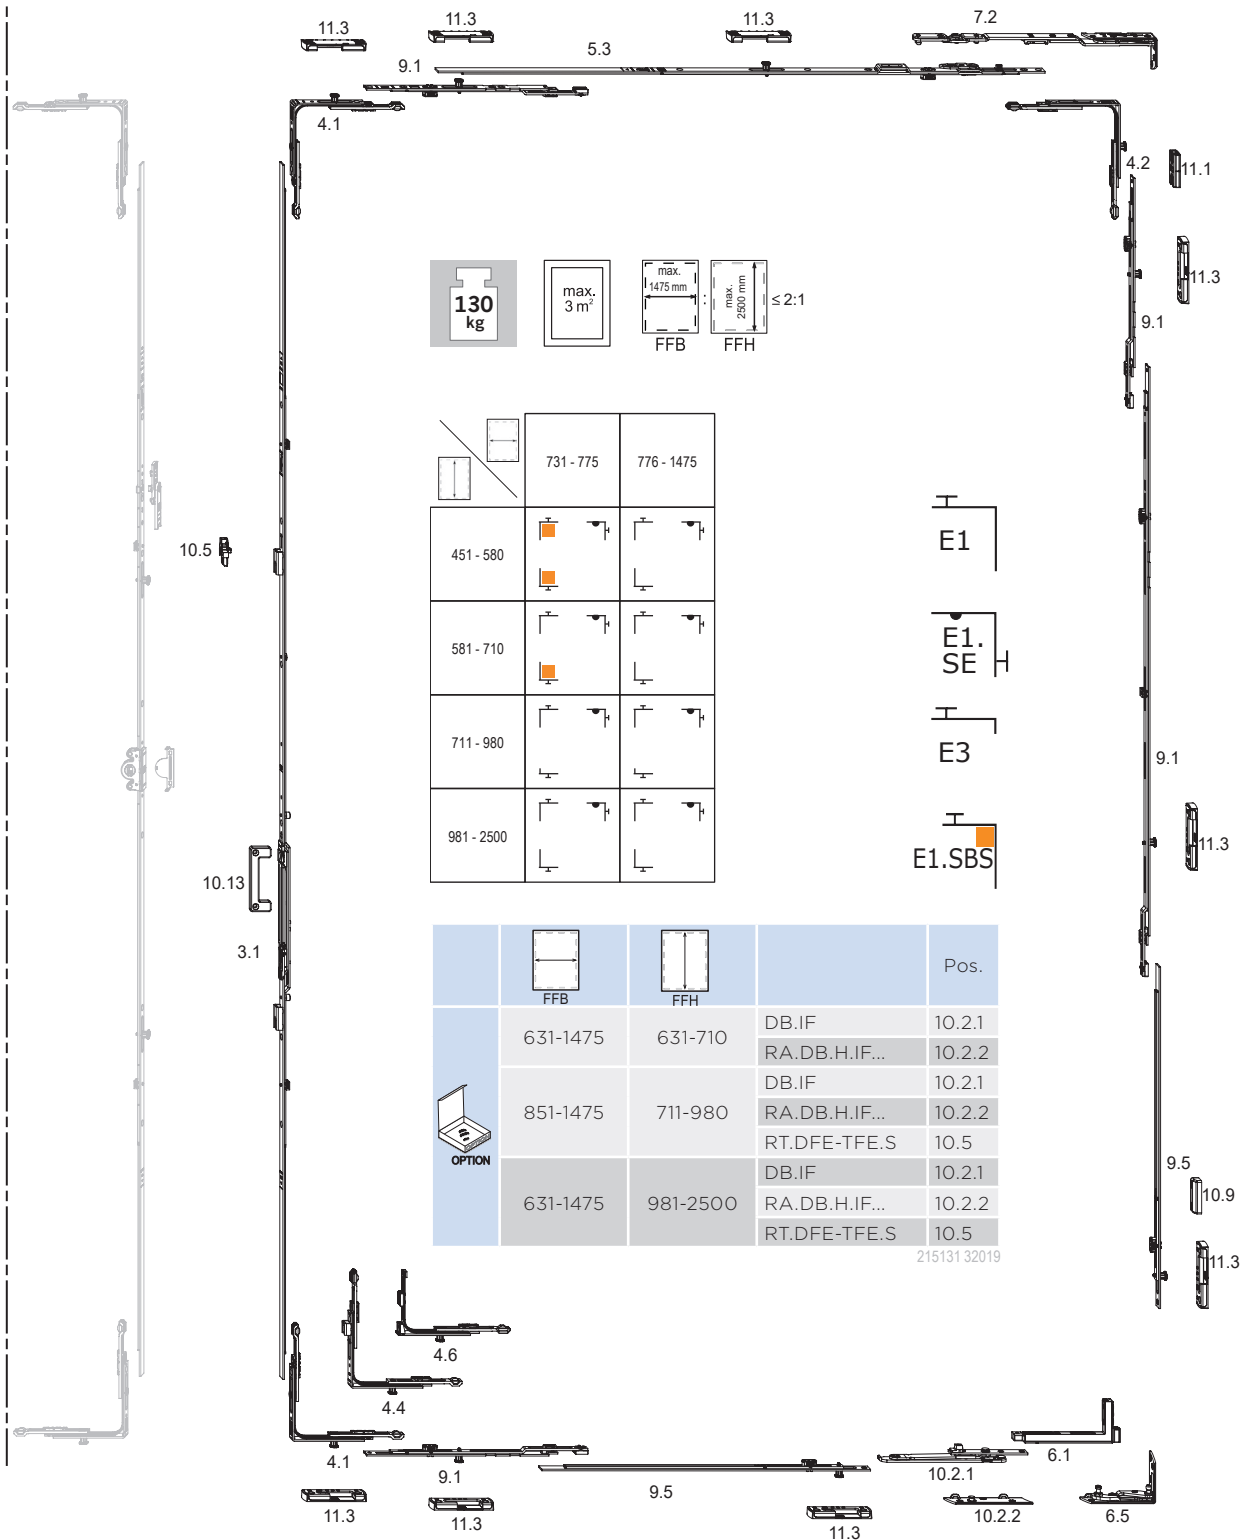 11.3
11.3
11.3
7.2
5.3
9.1
4.1
4.2
11.1
11.3
9.1
130
kg
max.
3 m²
max.
1475 mm
FFB
:
max.
2500 mm
FFH
≤ 2:1
731 - 775
776 - 1475
451 - 580
581 - 710
711 - 980
981 - 2500
E1
E1.
SE
E3
E1.SBS
10.5
10.13
3.1
9.1
11.3
FFB
FFH
Pos.
OPTION
631-1475
631-710
DB.IF
10.2.1
RA.DB.H.IF...
10.2.2
851-1475
711-980
DB.IF
10.2.1
RA.DB.H.IF...
10.2.2
RT.DFE-TFE.S
10.5
631-1475
981-2500
DB.IF
10.2.1
RA.DB.H.IF...
10.2.2
RT.DFE-TFE.S
10.5
215131 32019
9.5
10.9
11.3
4.6
4.4
4.1
9.1
9.5
10.2.1
6.1
10.2.2
6.5
11.3
11.3
11.3